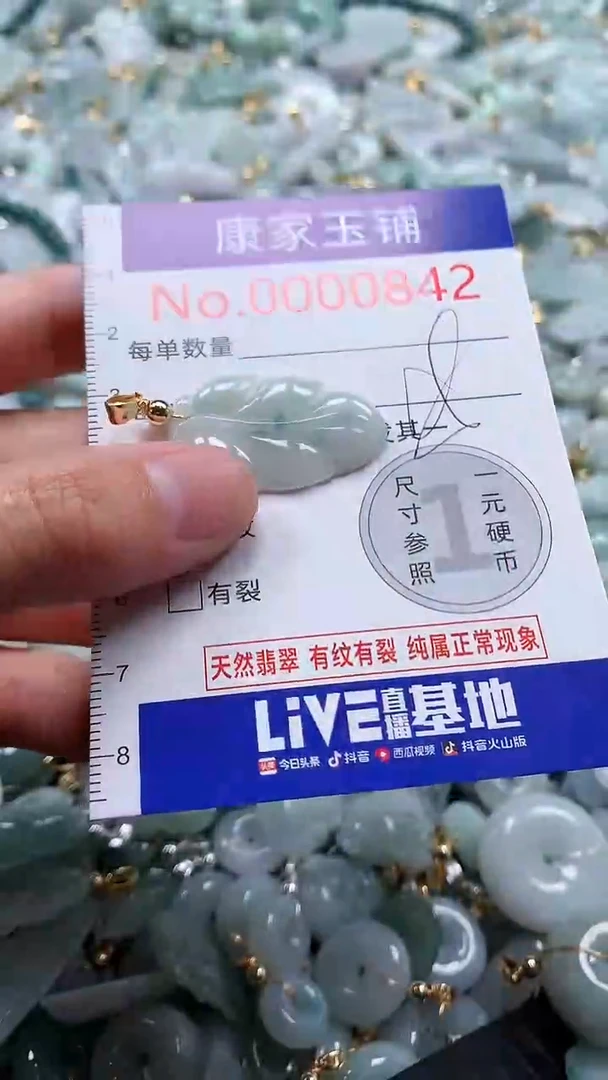 康家玉铺
No.0000842
2
每单数量
发其一
尺寸参照
1
一元硬币
有裂
天然翡翠 有纹有裂 纯属正常现象
7
LiVE直播基地
8
头条 今日头条 抖音 西瓜视频 抖音火山版